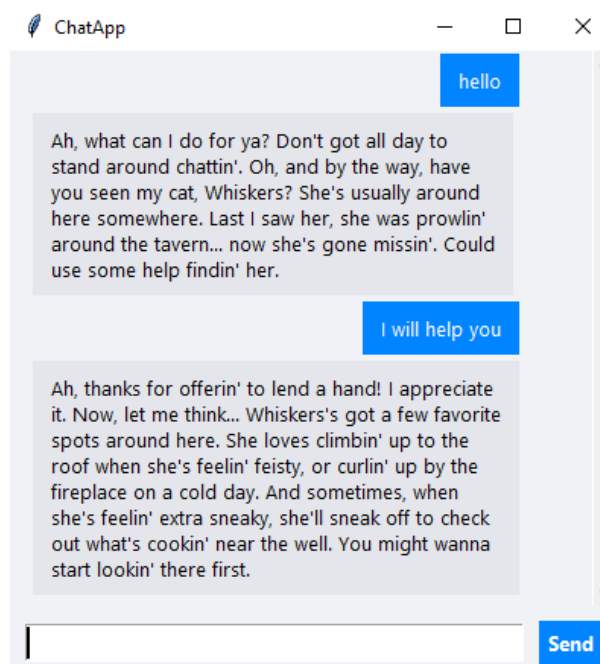 ChatApp
hello
Ah, what can I do for ya? Don't got all day to
stand around chattin'. Oh, and by the way, have
you seen my cat, Whiskers? She's usually around
here somewhere. Last I saw her, she was prowlin'
around the tavern... now she's gone missin'. Could
use some help findin' her.
I will help you
Ah, thanks for offerin' to lend a hand! I appreciate
it. Now, let me think... Whiskers's got a few favorite
spots around here. She loves climbin' up to the
roof when she's feelin' feisty, or curlin' up by the
fireplace on a cold day. And sometimes, when
she's feelin' extra sneaky, she'll sneak off to check
out what's cookin' near the well. You might wanna
start lookin' there first.
Send